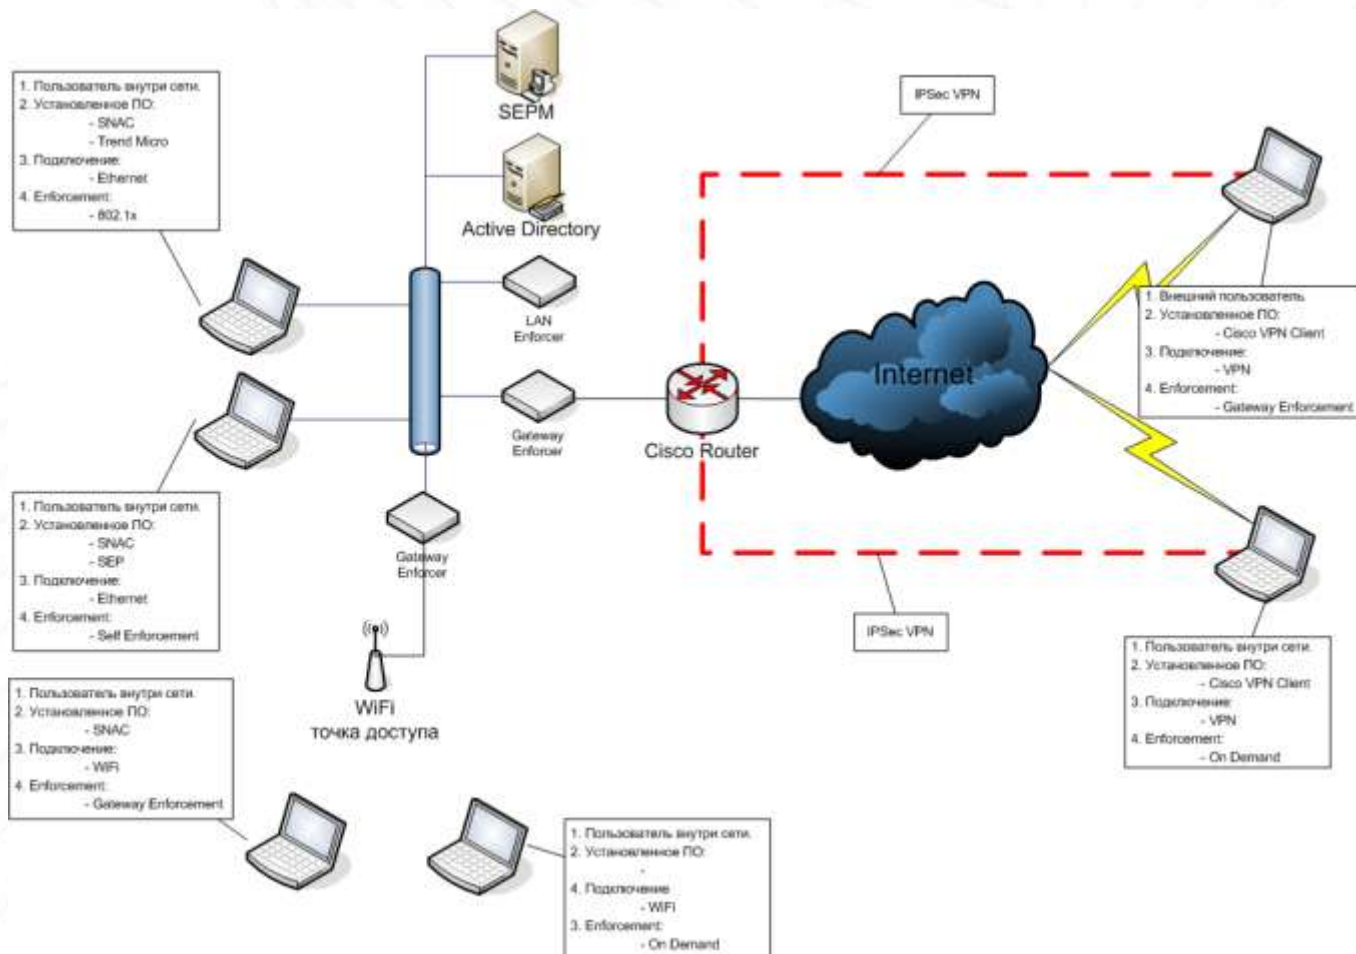 SEPM
Active Directory
LAN
Enforcer
Gateway
Enforcer
Gateway
Enforcer
WiFi
точка доступа
Cisco Router
Internet
IPSec VPN
IPSec VPN
1. Пользователь внутри сети.
2. Установленное ПО:
- SNAC
- Trend Micro
3. Подключение:
- Ethernet
4. Enforcement:
- 802.1x
1. Пользователь внутри сети.
2. Установленное ПО:
- SNAC
- SEP
3. Подключение:
- Ethernet
4. Enforcement:
- Self Enforcement
1. Пользователь внутри сети.
2. Установленное ПО:
- SNAC
3. Подключение:
- WiFi
4. Enforcement:
- Gateway Enforcement
1. Пользователь внутри сети.
2. Установленное ПО:
-
4. Подключение
- WiFi
3. Enforcement:
- On Demand
1. Внешний пользователь
2. Установленное ПО:
- Cisco VPN Client
3. Подключение:
- VPN
4. Enforcement:
- Gateway Enforcement
1. Пользователь внутри сети.
2. Установленное ПО:
- Cisco VPN Client
3. Подключение:
- VPN
4. Enforcement:
- On Demand